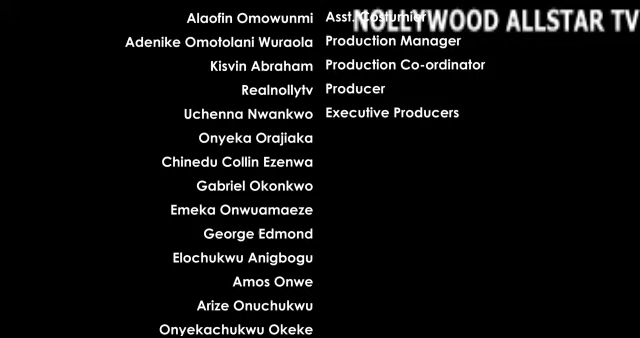 NOLLYWOOD ALLSTAR TV
Alaofin Omowunmi Asst. Costumier
Adenike Omotolani Wuraola Production Manager
Kisvin Abraham Production Co-ordinator
Realnollytv Producer
Uchenna Nwankwo Executive Producers
Onyeka Orajiaka
Chinedu Collin Ezenwa
Gabriel Okonkwo
Emeka Onwuamaeze
George Edmond
Elochukwu Anigbogu
Amos Onwe
Arize Onuchukwu
Onyekachukwu Okeke